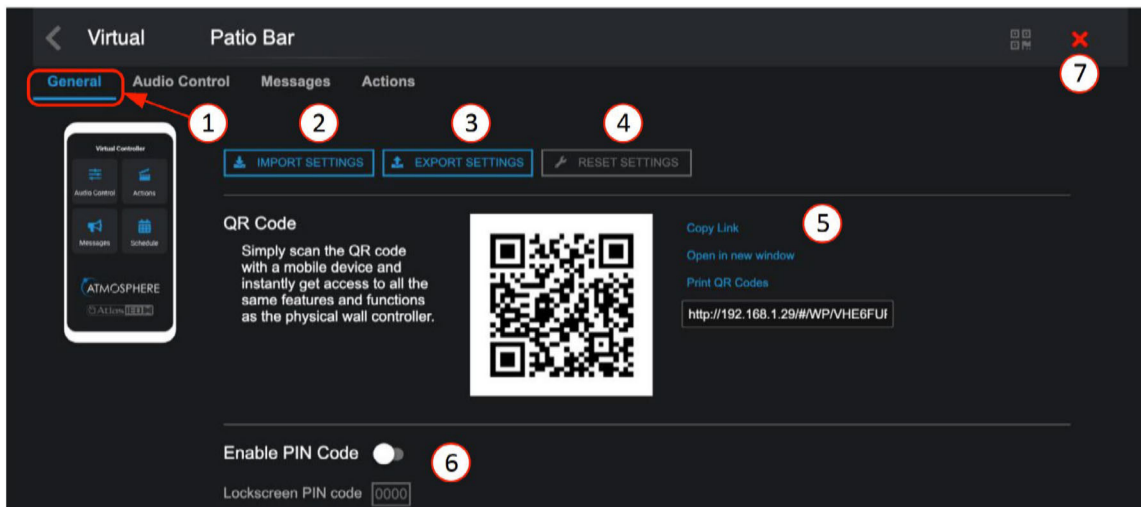 Virtual Patio Bar
7
General Audio Control Messages Actions
1
2
3
4
Virtual Controller
Audio Control Actions
Messages Schedule
ATMOSPHERE
AtlasIED
IMPORT SETTINGS EXPORT SETTINGS RESET SETTINGS
QR Code
Simply scan the QR code
with a mobile device and
instantly get access to all the
same features and functions
as the physical wall controller.
Copy Link
5
Open in new window
Print QR Codes
http://192.168.1.29/#/WP/VHE6FUF
Enable PIN Code
6
Lockscreen PIN code 0000